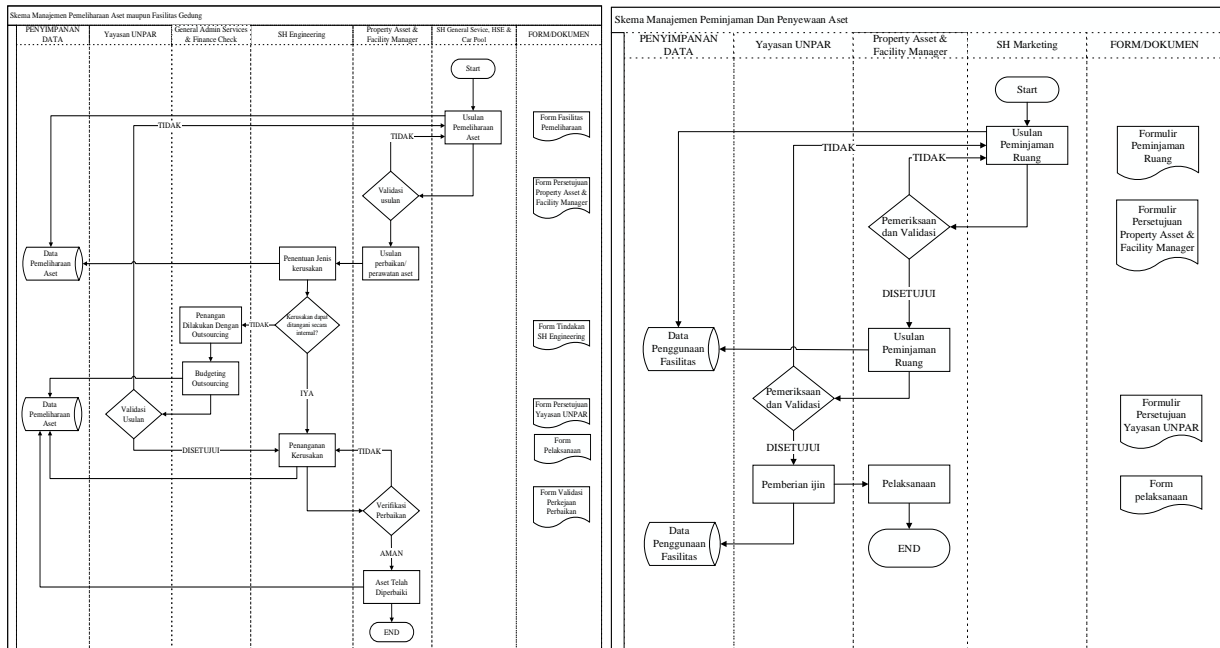 Skema Manajemen Pemeliharaan Aset maupun Fasilitas Gedung
PENYIMPANAN
DATA
Yayasan UNPAR
General Admin Services
& Finance Check
SH Engineering
Property Asset &
Facility Manager
SH General Sevice, HSE &
Car Pool
FORM/DOKUMEN
Start
Usulan
Pemeliharaan
Aset
TIDAK
TIDAK
Form Fasilitas
Pemeliharaan
Validasi
usulan
Form Persetujuan
Property Asset &
Facility Manager
Data
Pemeliharaan
Aset
Penentuan Jenis
kerusakan
Usulan
perbaikan/
perawatan aset
Penangan
Dilakukan Dengan
Outsourcing
TIDAK
Kerusakan dapat
ditangani secara
internal?
Form Tindakan
SH Engineering
Budgeting
Outsourcing
IYA
Data
Pemeliharaan
Aset
Validasi
Usulan
Form Persetujuan
Yayasan UNPAR
DISETUJUI
Penanganan
Kerusakan
TIDAK
Form
Pelaksanaan
Verifikasi
Perbaikan
Form Validasi
Perkejaan
Perbaikan
AMAN
Aset Telah
Diperbaiki
END
Skema Manajemen Peminjaman Dan Penyewaan Aset
PENYIMPANAN
DATA
Yayasan UNPAR
Property Asset &
Facility Manager
SH Marketing
FORM/DOKUMEN
Start
Usulan
Peminjaman
Ruang
TIDAK
TIDAK
Formulir
Peminjaman
Ruang
Pemeriksaan
dan Validasi
Formulir
Persetujuan
Property Asset &
Facility Manager
DISETUJUI
Data
Penggunaan
Fasilitas
Usulan
Peminjaman
Ruang
Pemeriksaan
dan Validasi
Formulir
Persetujuan
Yayasan UNPAR
DISETUJUI
Pemberian ijin
Pelaksanaan
Form
pelaksanaan
Data
Penggunaan
Fasilitas
END